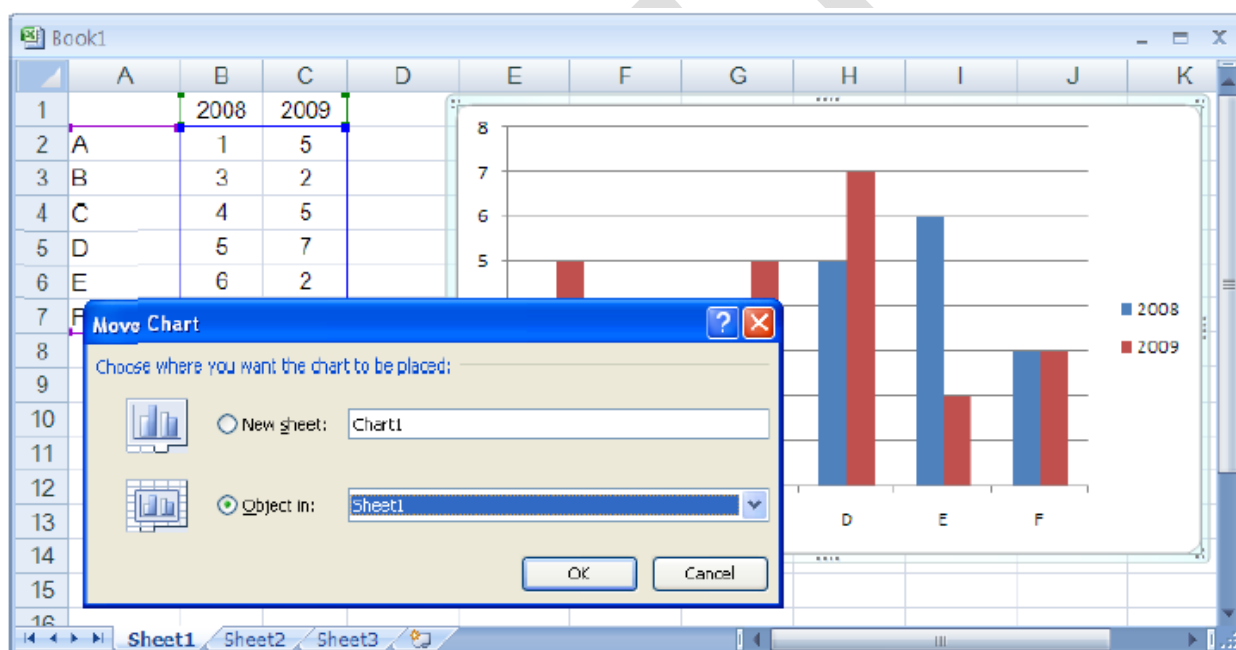 Book1
A B C D E F G H I J K
1 2008 2009
2 A 1 5
3 B 3 2
4 C 4 5
5 D 5 7
6 E 6 2
7 F
8
9
10
11
12
13
14
15
16
8
7
6
5
D E F
2008
2009
Move Chart
Choose where you want the chart to be placed:
New sheet: Chart1
Object in: Sheet1
OK Cancel
Sheet1 Sheet2 Sheet3